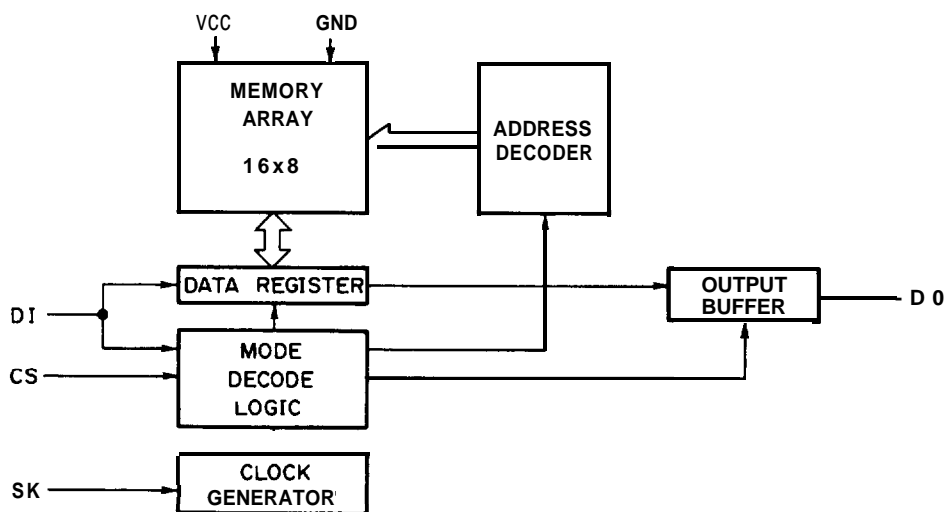 VCC GND
MEMORY
ARRAY
16x8
ADDRESS
DECODER
DATA REGISTER
OUTPUT
BUFFER
DO
DI
MODE
DECODE
LOGIC
CS
CLOCK
GENERATOR
SK